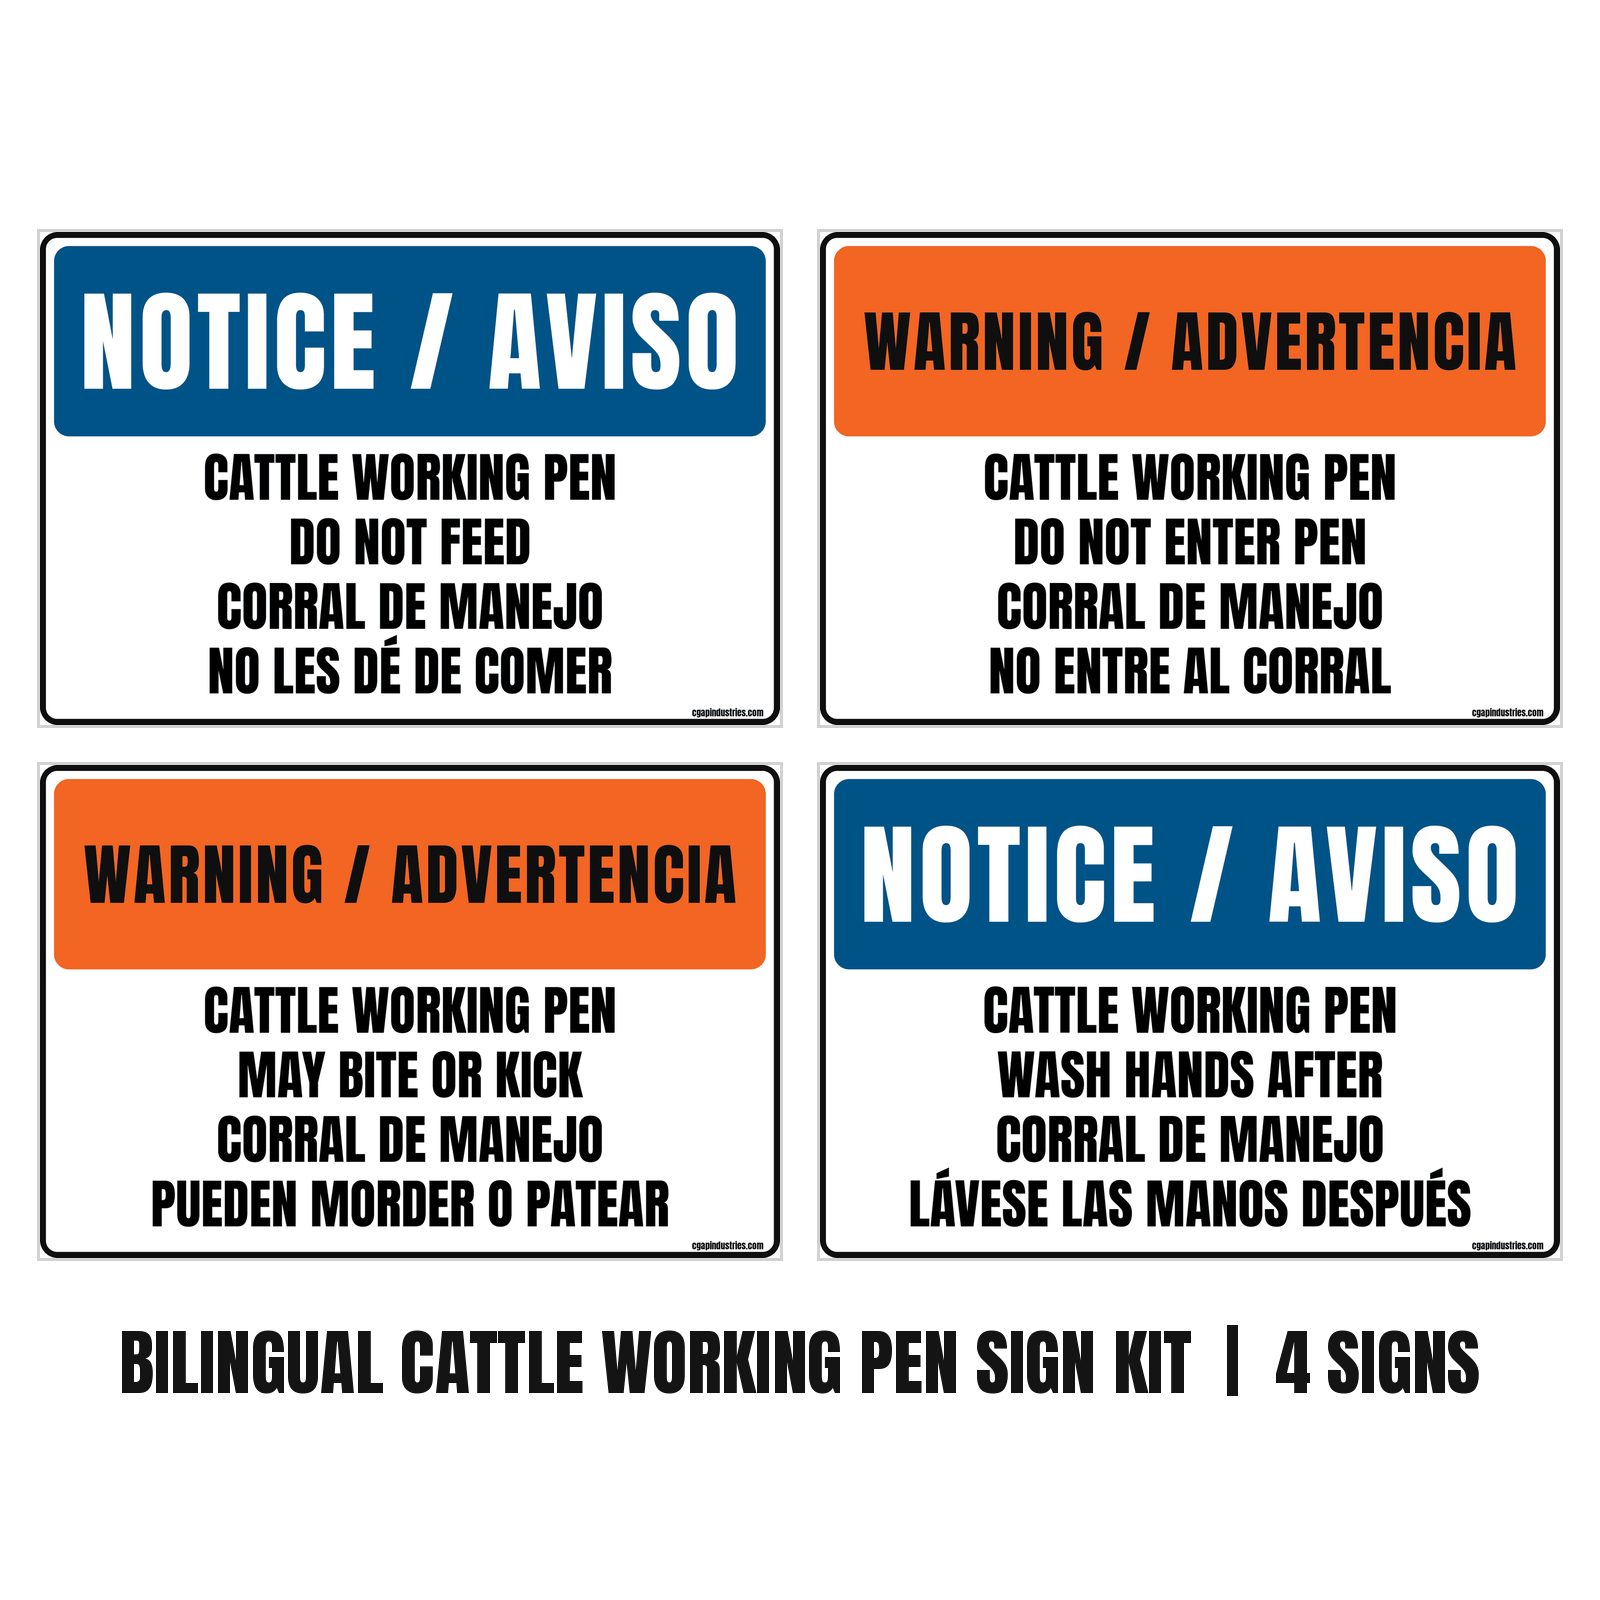 NOTICE / AVISO
CATTLE WORKING PEN
DO NOT FEED
CORRAL DE MANEJO
NO LES DÉ DE COMER
cgapindustries.com
WARNING / ADVERTENCIA
CATTLE WORKING PEN
DO NOT ENTER PEN
CORRAL DE MANEJO
NO ENTRE AL CORRAL
cgapindustries.com
WARNING / ADVERTENCIA
CATTLE WORKING PEN
MAY BITE OR KICK
CORRAL DE MANEJO
PUEDEN MORDER O PATEAR
cgapindustries.com
NOTICE / AVISO
CATTLE WORKING PEN
WASH HANDS AFTER
CORRAL DE MANEJO
LÁVESE LAS MANOS DESPUÉS
cgapindustries.com
BILINGUAL CATTLE WORKING PEN SIGN KIT | 4 SIGNS